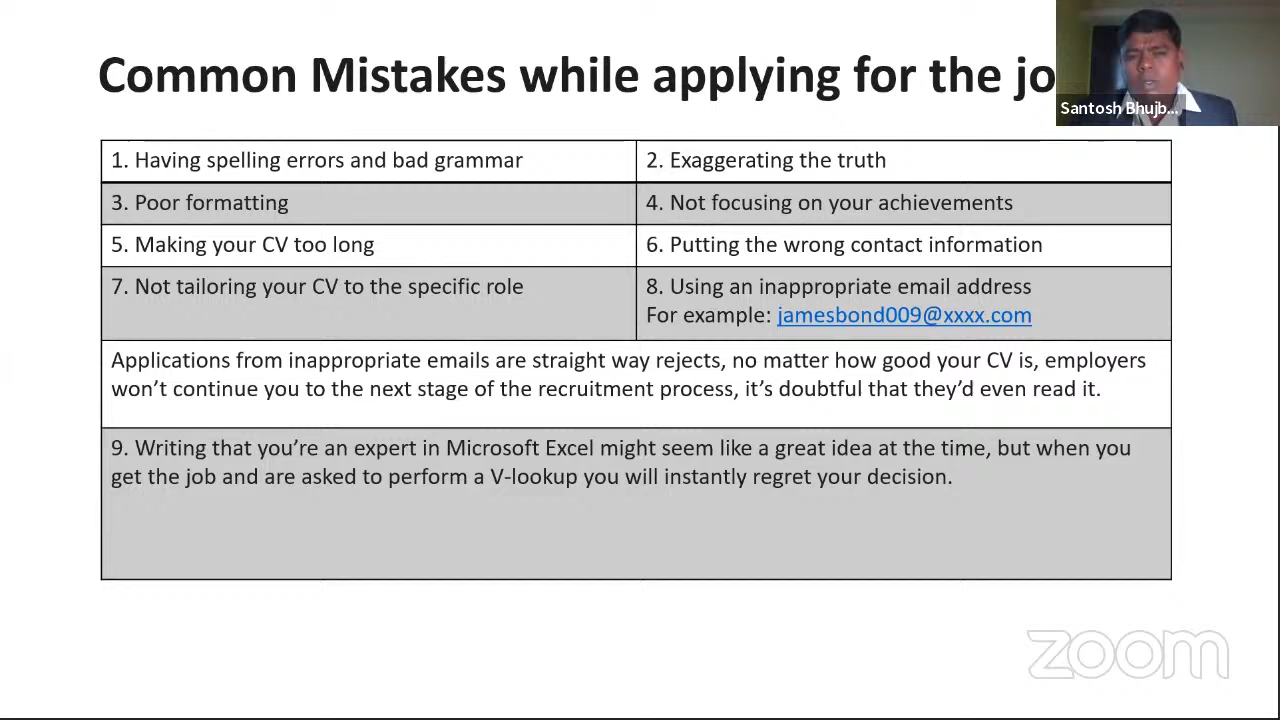 Common Mistakes while applying for the jo
Santosh Bhujb...
1. Having spelling errors and bad grammar
2. Exaggerating the truth
3. Poor formatting
4. Not focusing on your achievements
5. Making your CV too long
6. Putting the wrong contact information
7. Not tailoring your CV to the specific role
8. Using an inappropriate email address
For example: jamesbond009@xxxx.com
Applications from inappropriate emails are straight way rejects, no matter how good your CV is, employers
won’t continue you to the next stage of the recruitment process, it’s doubtful that they’d even read it.
9. Writing that you’re an expert in Microsoft Excel might seem like a great idea at the time, but when you
get the job and are asked to perform a V-lookup you will instantly regret your decision.
zoom